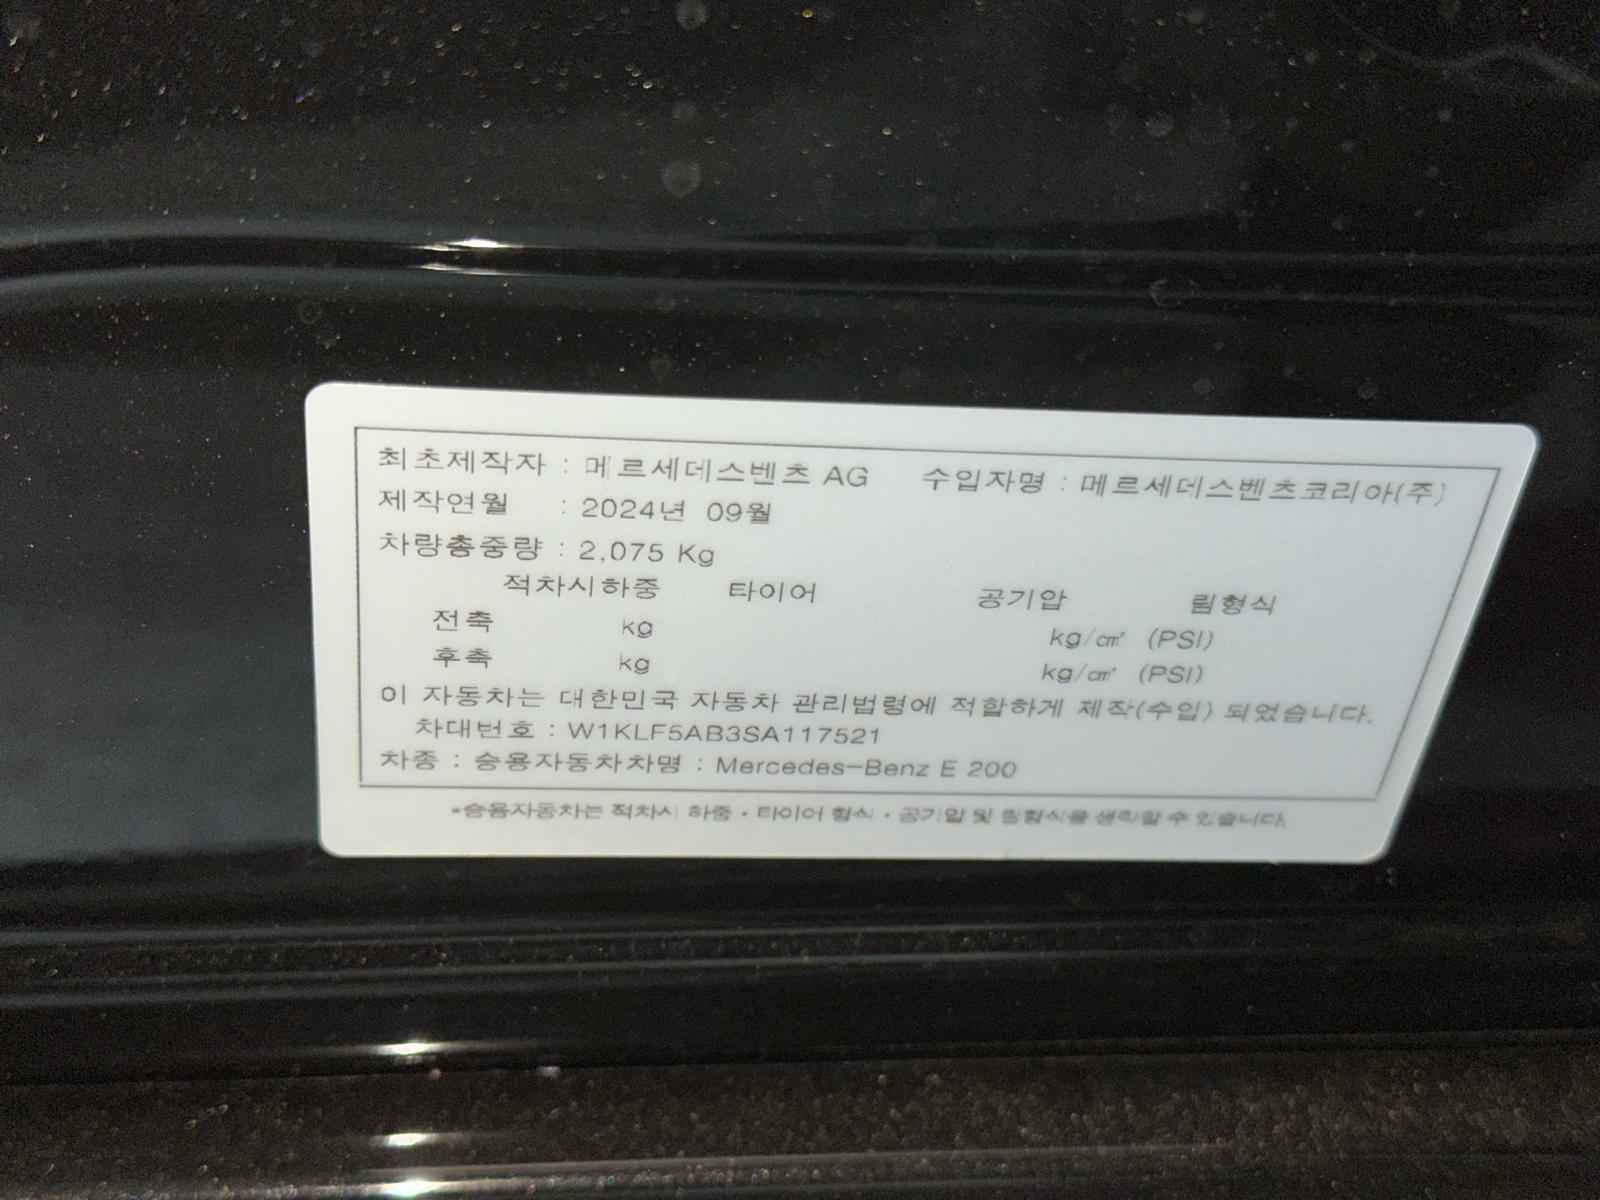 최초제작자 : 메르세데스벤츠 AG 수입자명 : 메르세데스벤츠코리아(주)
제작연월 : 2024년 09월
차량총중량 : 2,075 Kg
적차시하중 타이어 공기압 림형식
전축 kg kg/㎠ (PSI)
후축 kg kg/㎠ (PSI)
이 자동차는 대한민국 자동차 관리법령에 적합하게 제작(수입) 되었습니다.
차대번호 : W1KLF5AB3SA117521
차종 : 승용자동차차명 : Mercedes-Benz E 200
*승용자동차는 적차시 하중 · 타이어 형식 · 공기압 및 림형식을 생략할 수 있습니다.